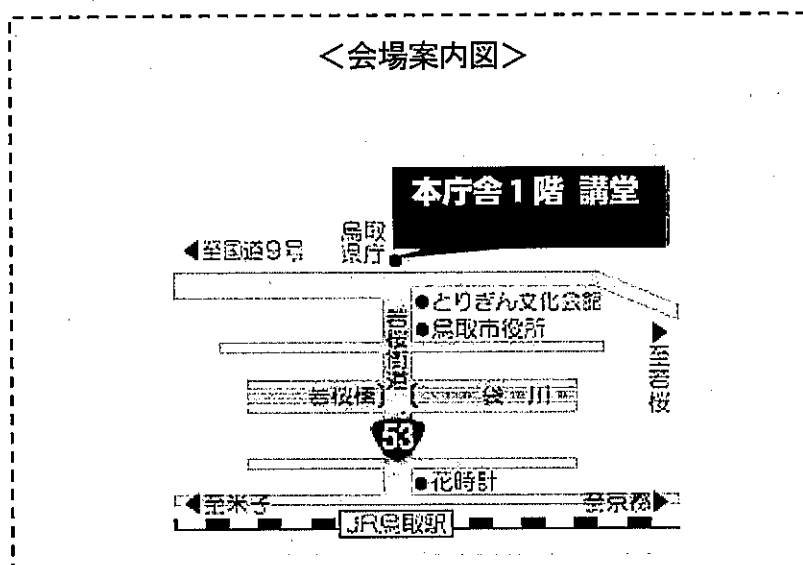 <会場案内図>
本庁舎1階 講堂
鳥取
県庁
◀至国道9号
●とりぎん文化会館
●鳥取市役所
若桜街道
▶至若桜
若桜橋
袋川
53
●花時計
◀至米子
至京都▶
JR鳥取駅